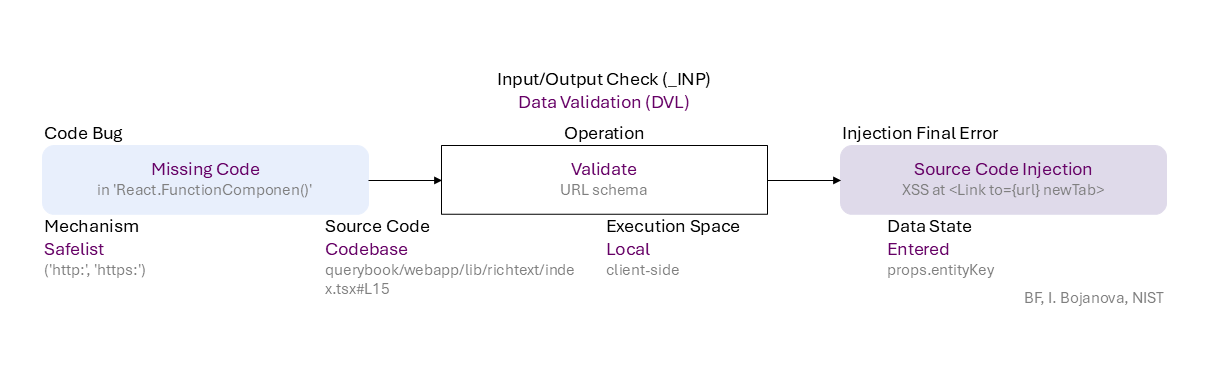 Input/Output Check (_INP)
Data Validation (DVL)
Code Bug
Operation
Injection Final Error
Missing Code
in 'React.FunctionComponen()'
Validate
URL schema
Source Code Injection
XSS at <Link to={url} newTab>
Mechanism
Safelist
('http:', 'https:')
Source Code
Codebase
querybook/webapp/lib/richtext/inde
x.tsx#L15
Execution Space
Local
client-side
Data State
Entered
props.entityKey
BF, I. Bojanova, NIST